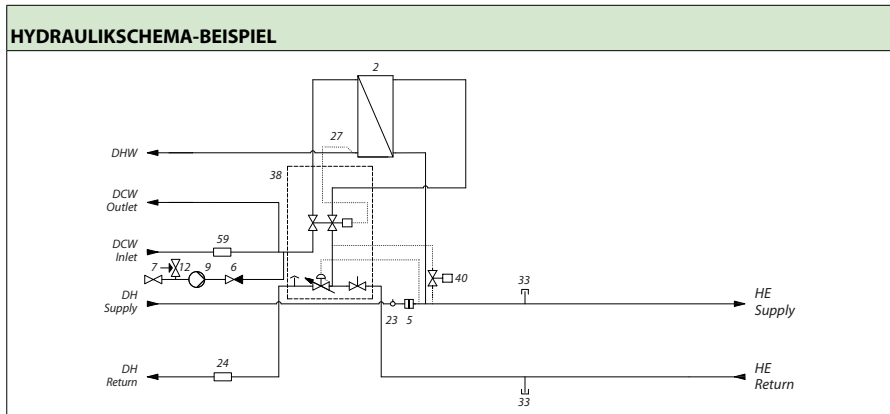 HYDRAULIKSCHEMA-BEISPIEL
2
27
DHW
38
DCW
Outlet
DCW
Inlet
59
7
12
9
6
40
DH
Supply
23
5
33
HE
Supply
DH
Return
24
33
HE
Return